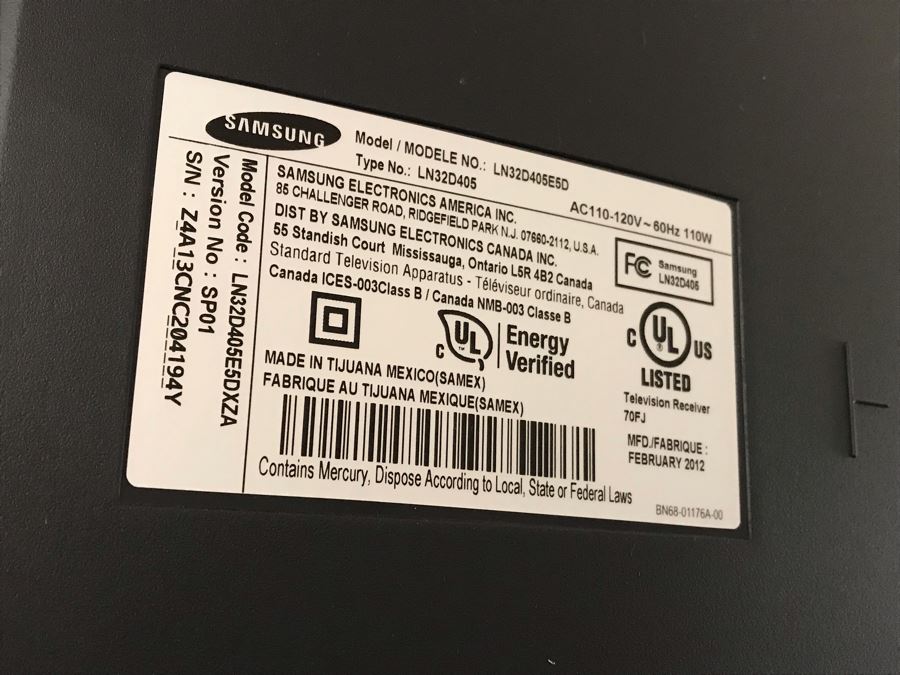 SAMSUNG
Model / MODELE NO.: LN32D405E5D
Type No.: LN32D405
AC110-120V ~ 60Hz 110W
Model Code : LN32D405E5DXZA
Version No : SP01
S/N : Z4A13CNC204194Y
SAMSUNG ELECTRONICS AMERICA INC.
85 CHALLENGER ROAD, RIDGEFIELD PARK N.J. 07660-2112, U.S.A.
DIST BY SAMSUNG ELECTRONICS CANADA INC.
55 Standish Court Mississauga, Ontario L5R 4B2 Canada
Standard Television Apparatus - Téléviseur ordinaire, Canada
Canada ICES-003Class B / Canada NMB-003 Classe B
FC Samsung
LN32D405
C UL ™
Energy
Verified
C UL ® US
LISTED
Television Receiver
70FJ
MADE IN TIJUANA MEXICO(SAMEX)
FABRIQUE AU TIJUANA MEXIQUE(SAMEX)
MFD./FABRIQUE :
FEBRUARY 2012
Contains Mercury, Dispose According to Local, State or Federal Laws
BN68-01176A-00